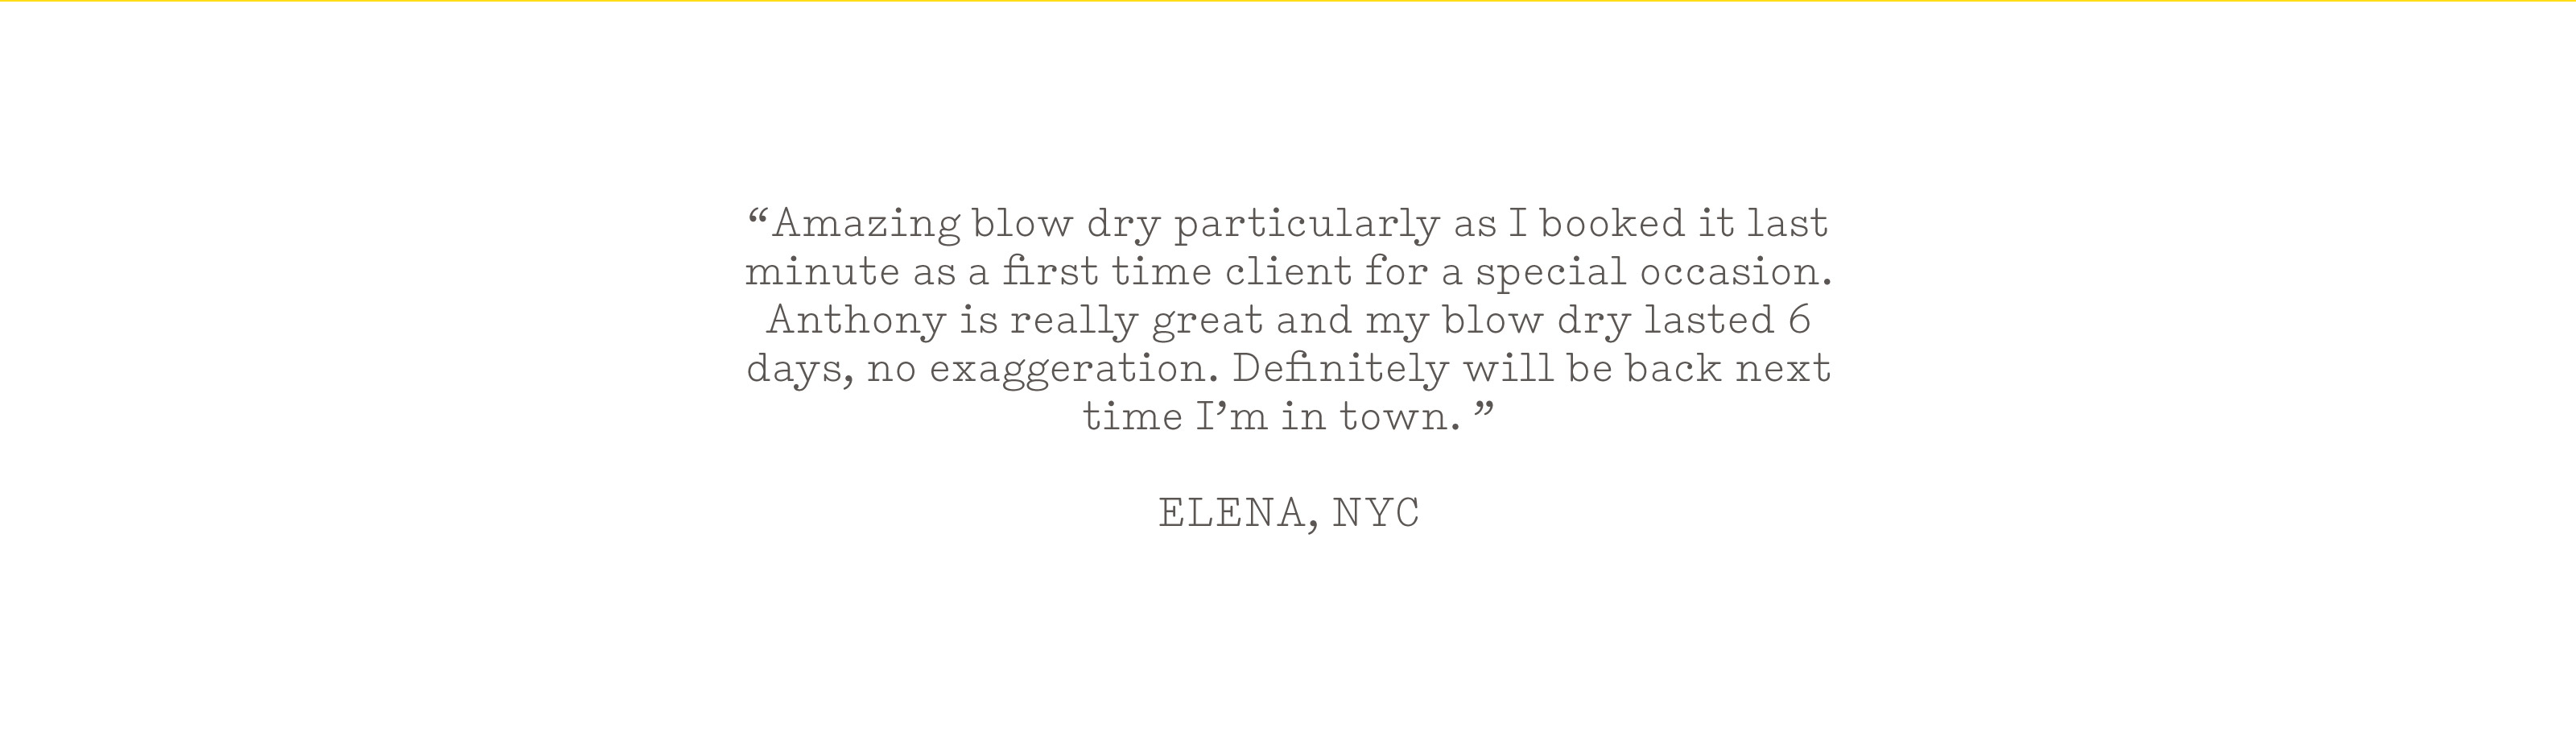 “Amazing blow dry particularly as I booked it last
minute as a first time client for a special occasion.
Anthony is really great and my blow dry lasted 6
days, no exaggeration. Definitely will be back next
time I’m in town. ”
ELENA, NYC